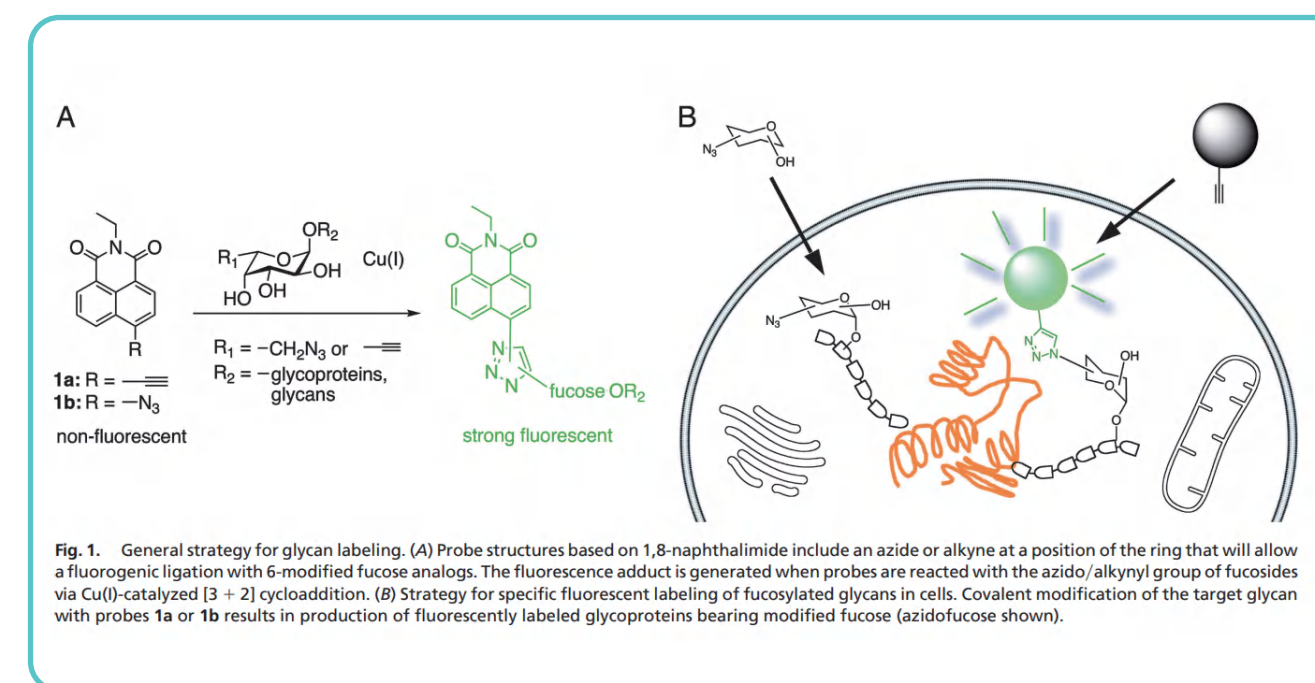 A
O
N
O
R
1a: R =
1b: R = —N3
non-fluorescent
OR2
R1
O
OH
HO
OH
Cu(I)
R1 = –CH2N3 or
R2 = –glycoproteins,
glycans
O
N
O
N
N
N
fucose OR2
strong fluorescent
B
N3
O
OH
N3
O
OH
O
N
N–N
OH
O
O
Fig. 1. General strategy for glycan labeling. (A) Probe structures based on 1,8-naphthalimide include an azide or alkyne at a position of the ring that will allow
a fluorogenic ligation with 6-modified fucose analogs. The fluorescence adduct is generated when probes are reacted with the azido/alkynyl group of fucosides
via Cu(I)-catalyzed [3 + 2] cycloaddition. (B) Strategy for specific fluorescent labeling of fucosylated glycans in cells. Covalent modification of the target glycan
with probes 1a or 1b results in production of fluorescently labeled glycoproteins bearing modified fucose (azidofucose shown).